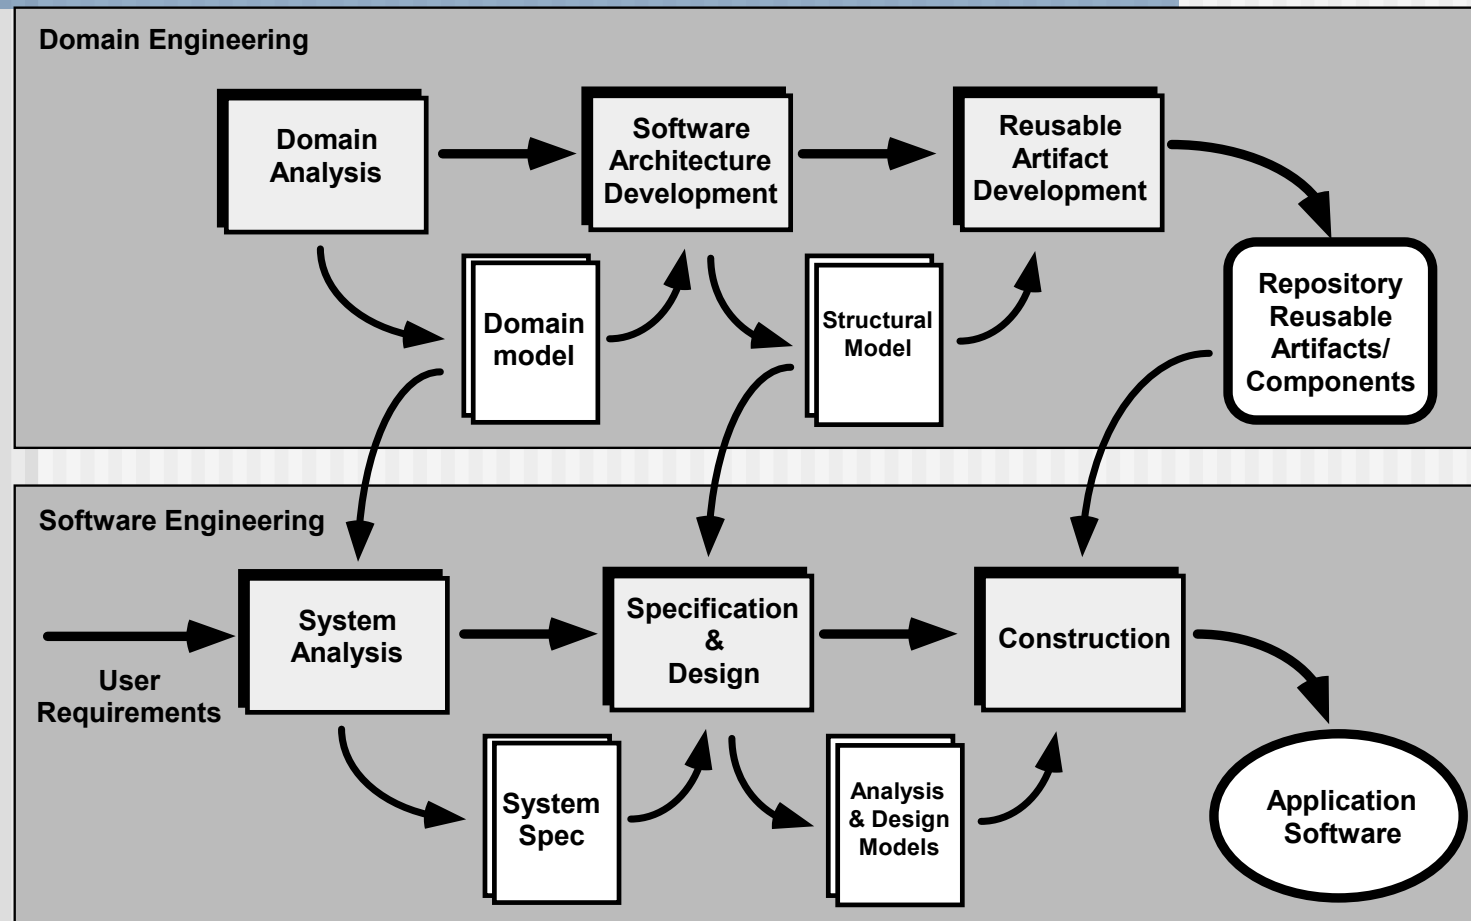 Domain Engineering
Domain
Analysis
Software
Architecture
Development
Reusable
Artifact
Development
Domain
model
Structural
Model
Repository
Reusable
Artifacts/
Components
Software Engineering
User
Requirements
System
Analysis
Specification
&
Design
Construction
System
Spec
Analysis
& Design
Models
Application
Software